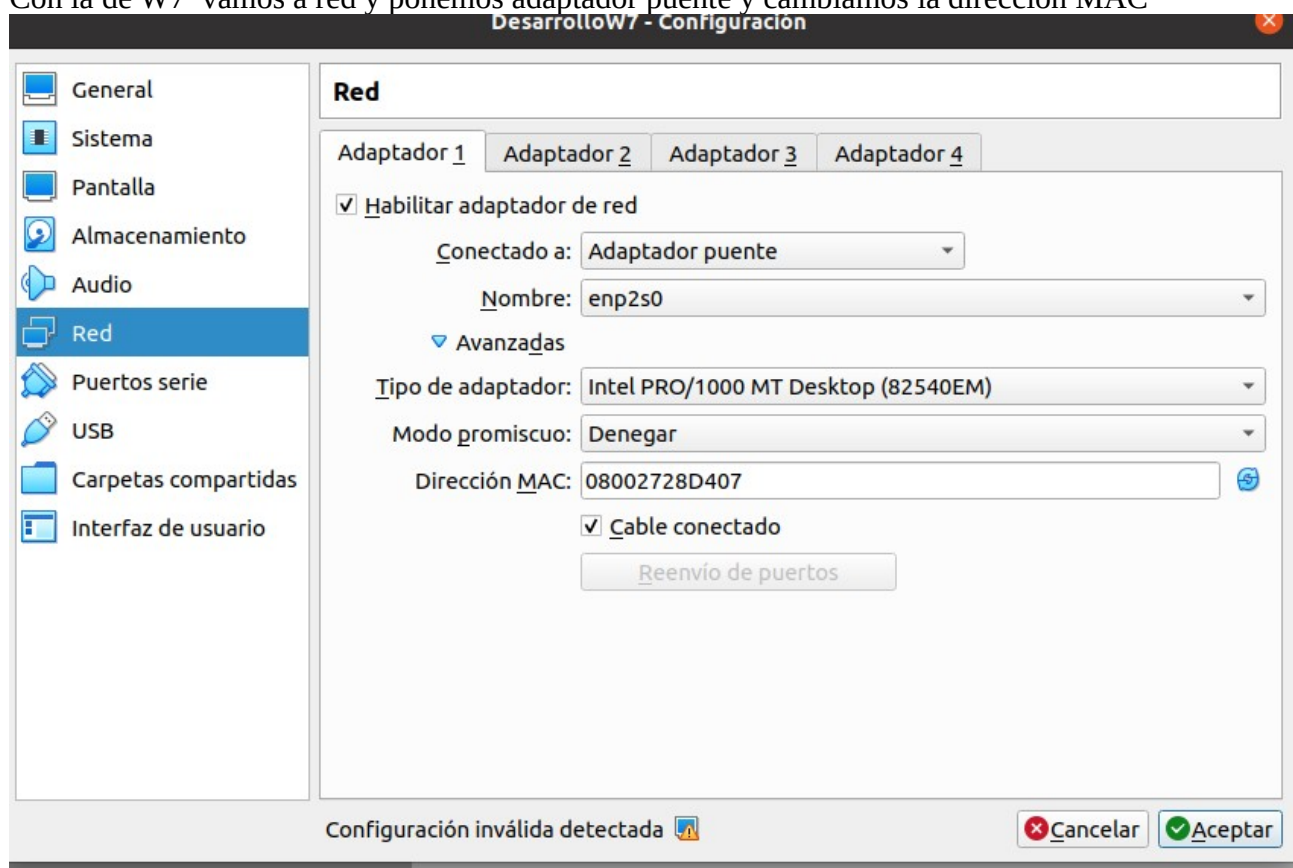 Con la de W7 vamos a red y ponemos adaptador puente y cambiamos la dirección MAC
DesarrolloW7 - Configuración
General
Sistema
Pantalla
Almacenamiento
Audio
Red
Puertos serie
USB
Carpetas compartidas
Interfaz de usuario
Red
Adaptador 1 Adaptador 2 Adaptador 3 Adaptador 4
Habilitar adaptador de red
Conectado a: Adaptador puente
Nombre: enp2s0
Avanzadas
Tipo de adaptador: Intel PRO/1000 MT Desktop (82540EM)
Modo promiscuo: Denegar
Dirección MAC: 08002728D407
Cable conectado
Reenvío de puertos
Configuración inválida detectada
Cancelar Aceptar